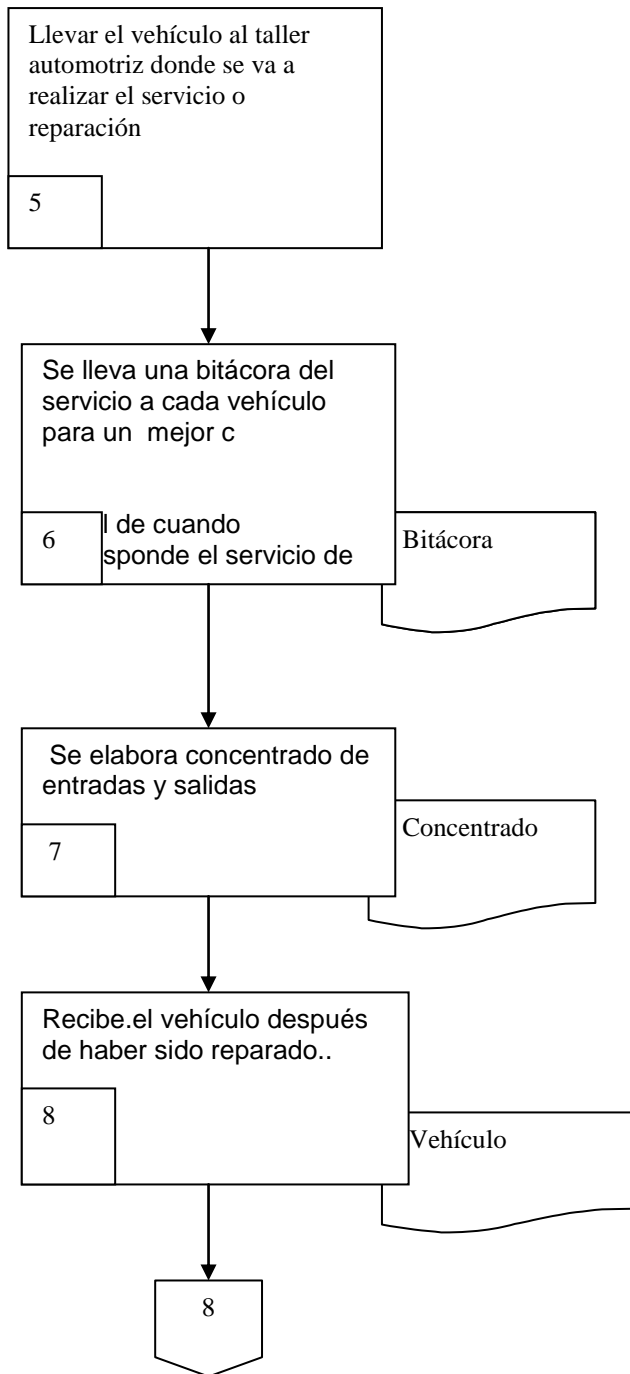 Llevar el vehículo al taller
automotriz donde se va a
realizar el servicio o
reparación
5
Se lleva una bitácora del
servicio a cada vehículo
para un mejor c
l de cuando
sponde el servicio de
6
Bitácora
Se elabora concentrado de
entradas y salidas
7
Concentrado
Recibe.el vehículo después
de haber sido reparado..
8
Vehículo
8